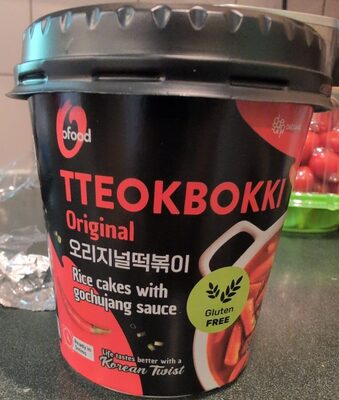 ofood
TTEOKBOKKI
Original
오리지널떡볶이
Rice cakes with
gochujang sauce
Gluten
FREE
Life tastes better with a
Korean Twist